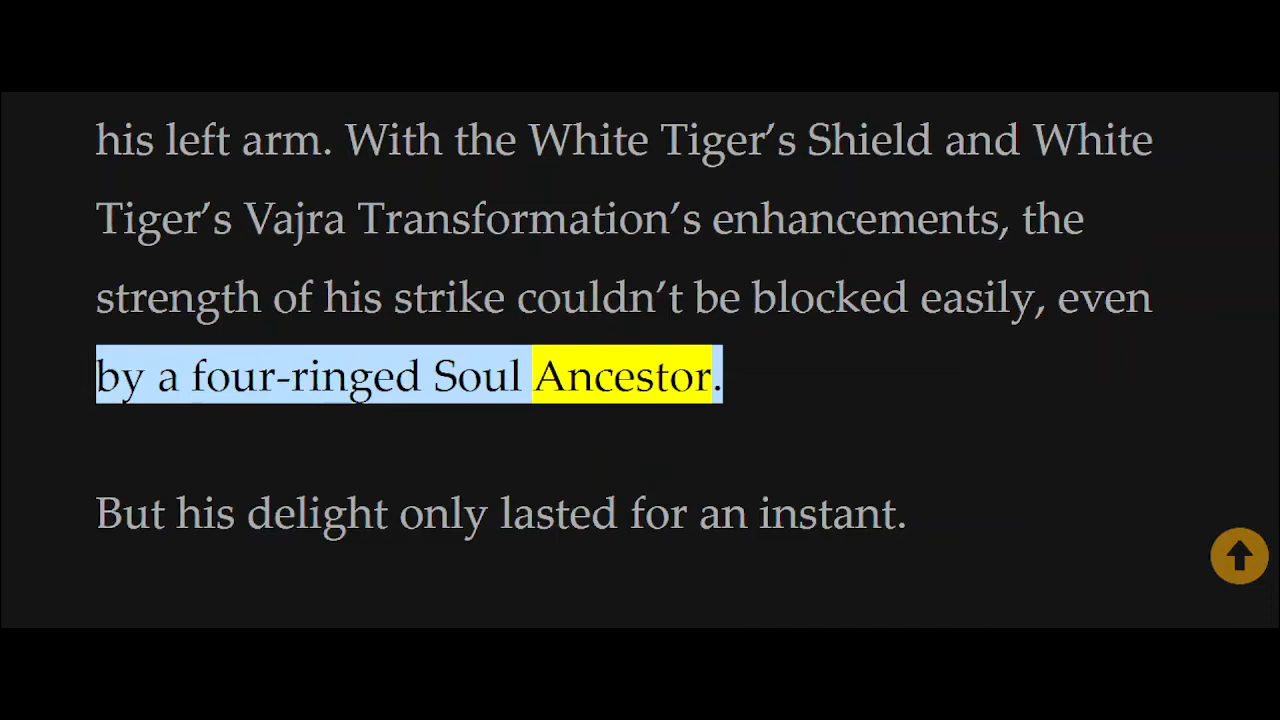 his left arm. With the White Tiger’s Shield and White
Tiger’s Vajra Transformation’s enhancements, the
strength of his strike couldn’t be blocked easily, even
by a four-ringed Soul Ancestor.
But his delight only lasted for an instant.